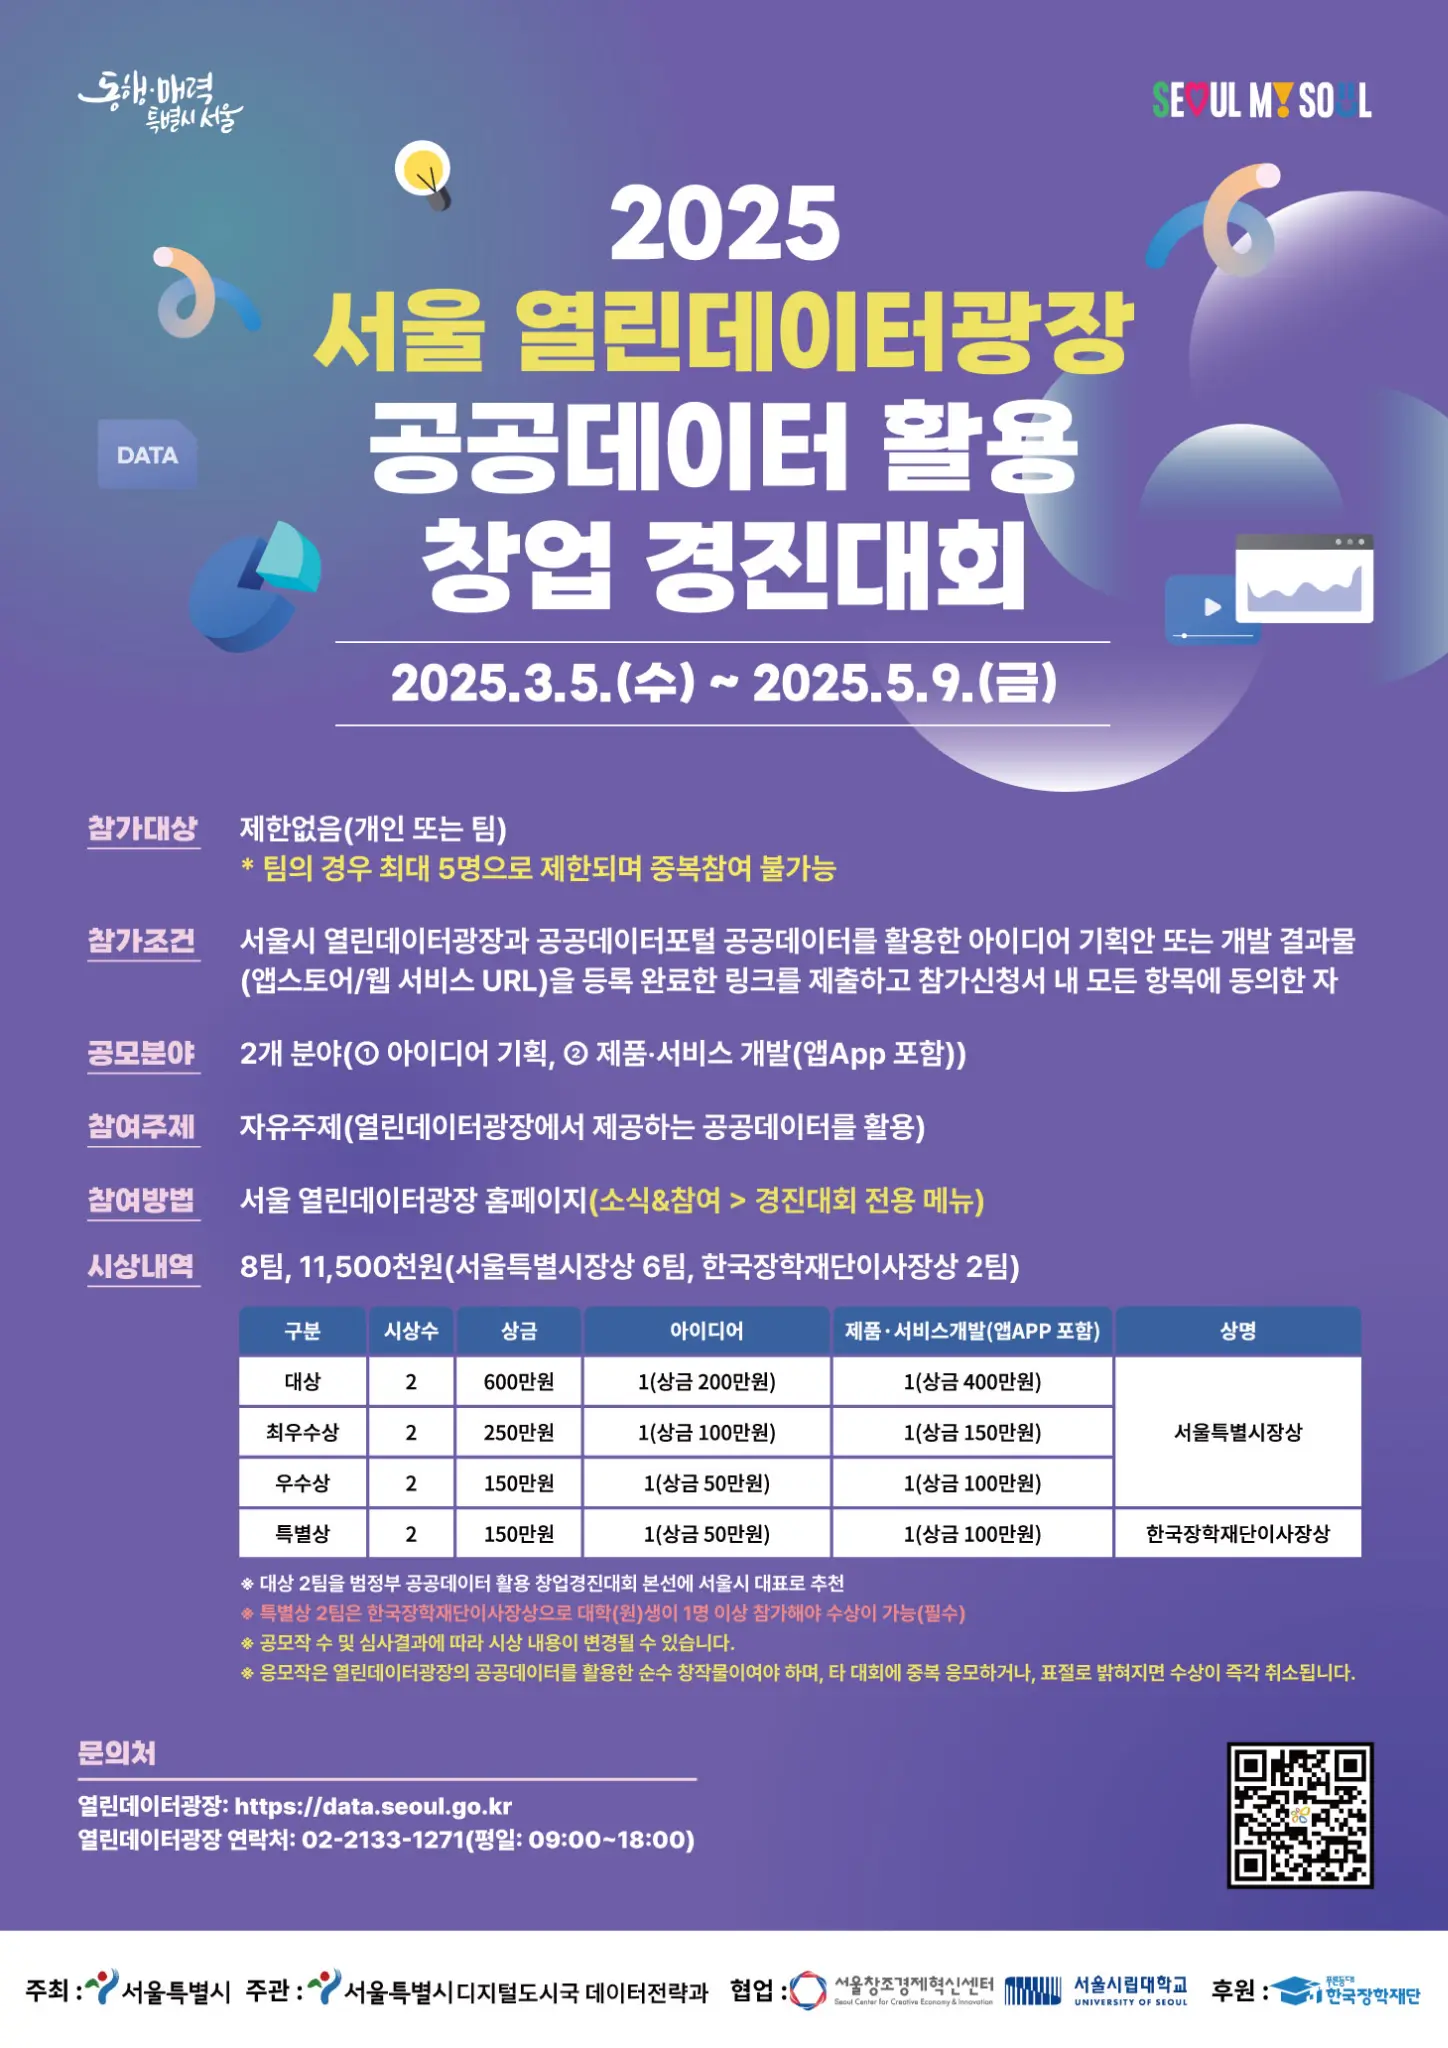 동행·매력
특별시 서울
SEOUL MY SOUL
2025
서울 열린데이터광장
공공데이터 활용
창업 경진대회
DATA
2025.3.5.(수) ~ 2025.5.9.(금)
참가대상 제한없음(개인 또는 팀)
* 팀의 경우 최대 5명으로 제한되며 중복참여 불가능
참가조건 서울시 열린데이터광장과 공공데이터포털 공공데이터를 활용한 아이디어 기획안 또는 개발 결과물
(앱스토어/웹 서비스 URL)을 등록 완료한 링크를 제출하고 참가신청서 내 모든 항목에 동의한 자
공모분야 2개 분야(① 아이디어 기획, ② 제품·서비스 개발(앱App 포함))
참여주제 자유주제(열린데이터광장에서 제공하는 공공데이터를 활용)
참여방법 서울 열린데이터광장 홈페이지(소식&참여 > 경진대회 전용 메뉴)
시상내역 8팀, 11,500천원(서울특별시장상 6팀, 한국장학재단이사장상 2팀)
구분 시상수 상금 아이디어 제품·서비스개발(앱APP 포함) 상명
대상 2 600만원 1(상금 200만원) 1(상금 400만원)
최우수상 2 250만원 1(상금 100만원) 1(상금 150만원) 서울특별시장상
우수상 2 150만원 1(상금 50만원) 1(상금 100만원)
특별상 2 150만원 1(상금 50만원) 1(상금 100만원) 한국장학재단이사장상
※ 대상 2팀을 범정부 공공데이터 활용 창업경진대회 본선에 서울시 대표로 추천
※ 특별상 2팀은 한국장학재단이사장상으로 대학(원)생이 1명 이상 참가해야 수상이 가능(필수)
※ 공모작 수 및 심사결과에 따라 시상 내용이 변경될 수 있습니다.
※ 응모작은 열린데이터광장의 공공데이터를 활용한 순수 창작물이여야 하며, 타 대회에 중복 응모하거나, 표절로 밝혀지면 수상이 즉각 취소됩니다.
문의처
열린데이터광장: https://data.seoul.go.kr
열린데이터광장 연락처: 02-2133-1271(평일: 09:00~18:00)
주최 : 서울특별시 주관 : 서울특별시 디지털도시국 데이터전략과 협업 : 서울창조경제혁신센터 서울시립대학교 후원 : 푸른등대 한국장학재단
Seoul Center for Creative Economy & Innovation UNIVERSITY OF SEOUL